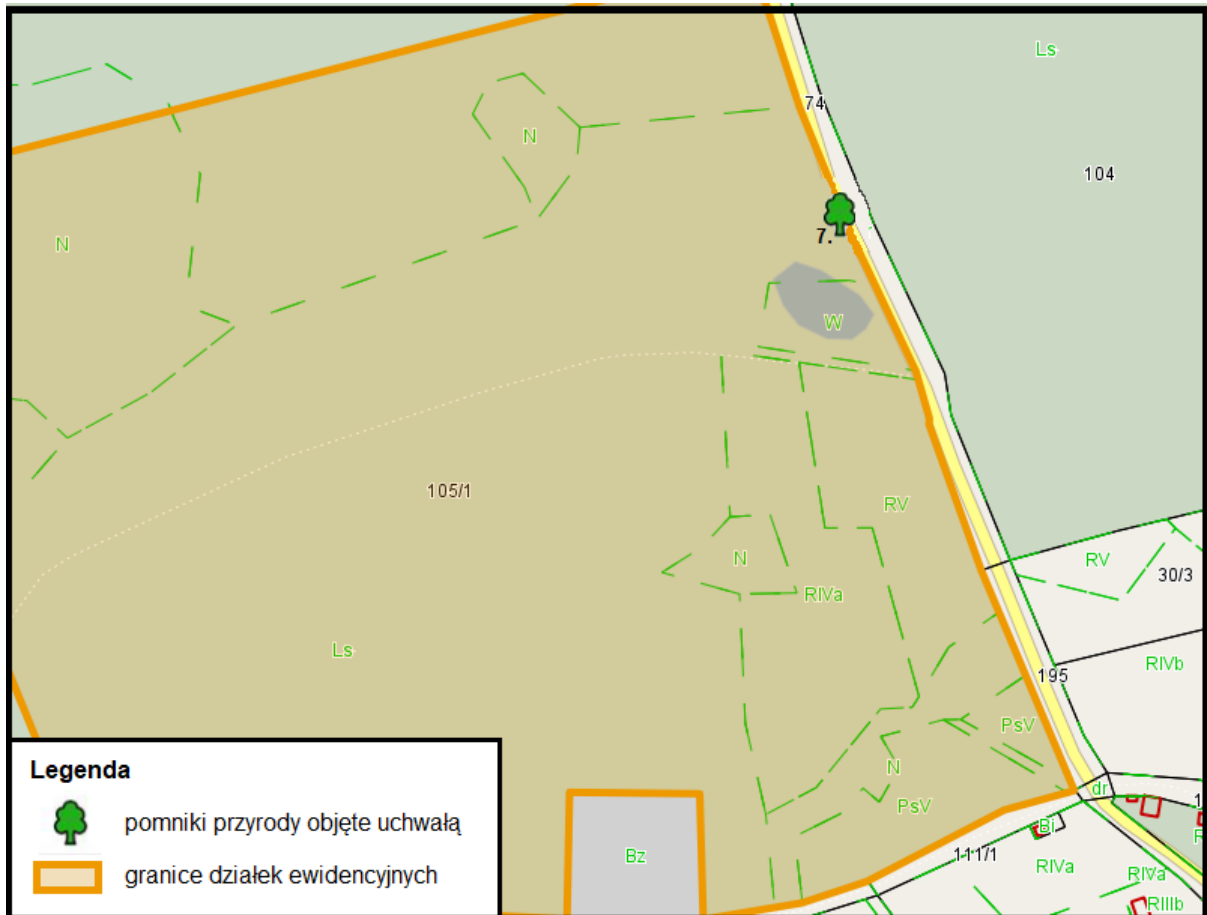 Ls
74
104
N
N
7.
W
105/1
RV
RV
30/3
N
RIVa
Ls
RIVb
195
PsV
N
dr
PsV
Bi
Bz
111/1
RIVa
RIVa
RIIIb
Legenda
pomniki przyrody objęte uchwałą
granice działek ewidencyjnych